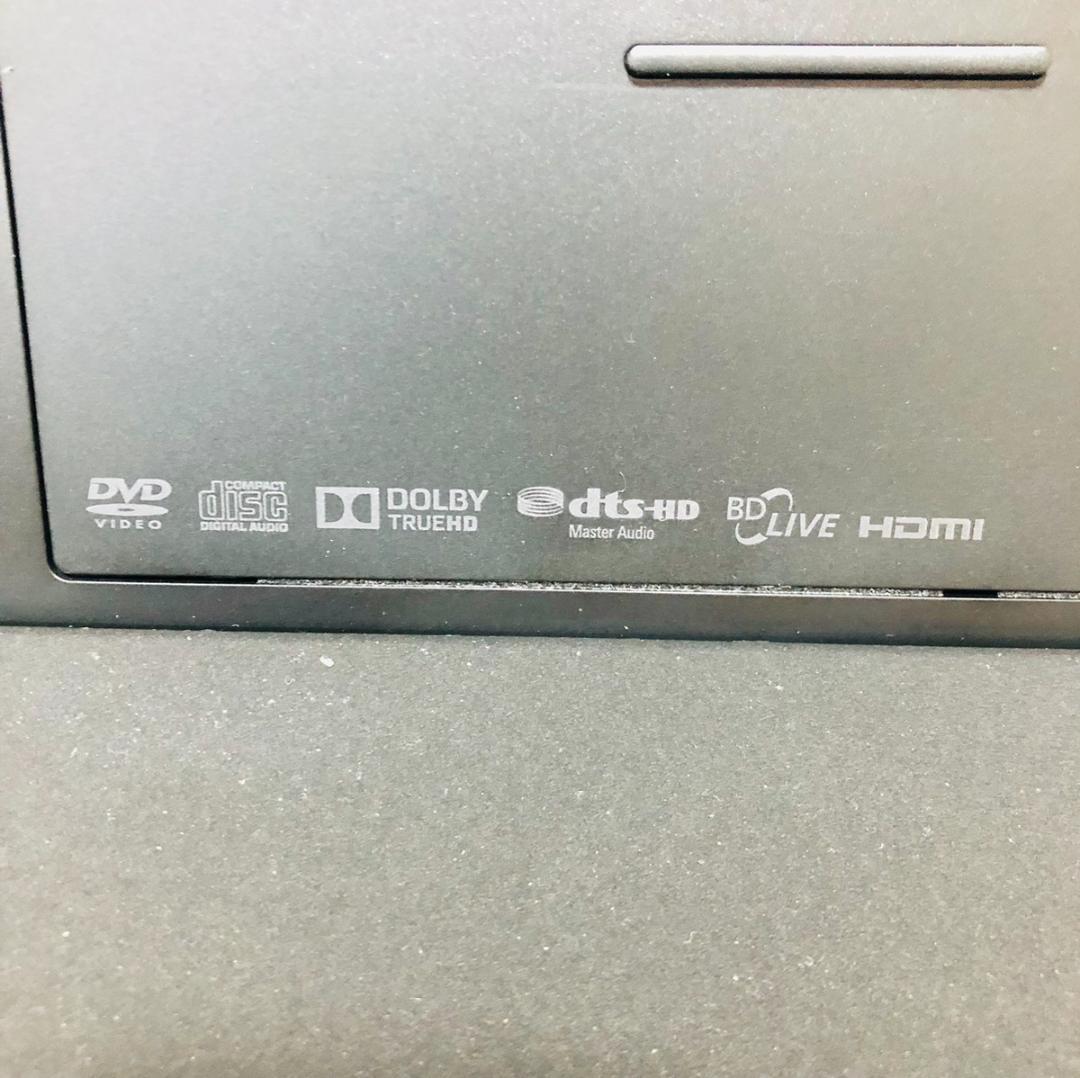 DVD
VIDEO
COMPACT
disc
DIGITAL AUDIO
DOLBY
TRUEHD
dts-HD
Master Audio
BD
LIVE
HDMI